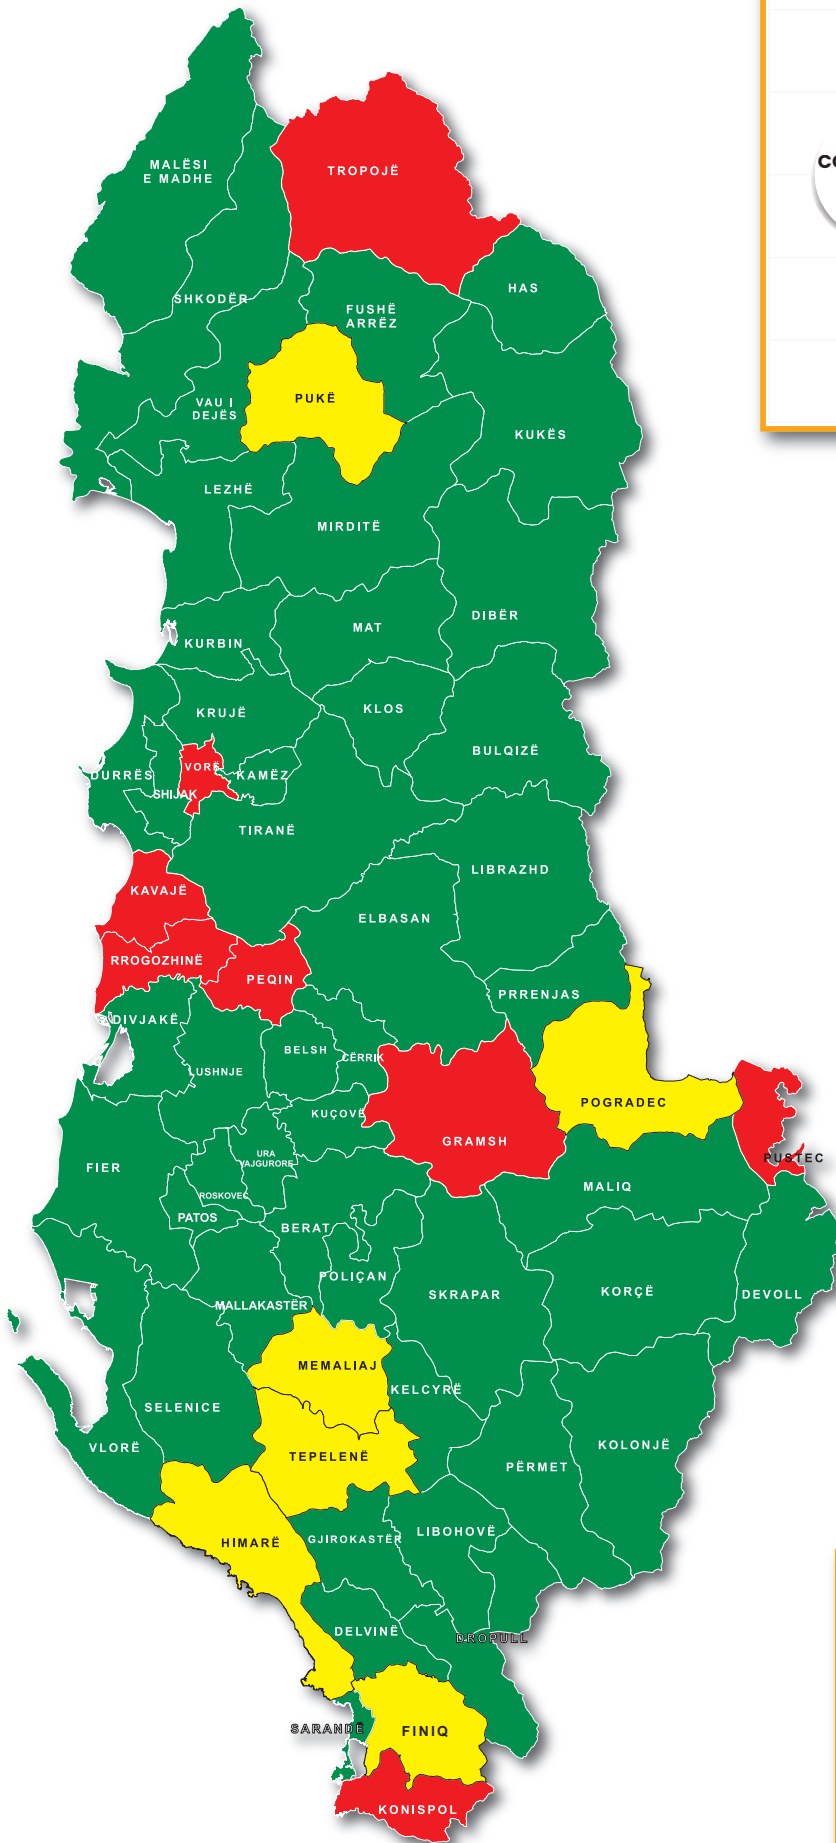 CO
TROPOJË
MALËSI
E MADHE
HAS
SHKODËR
FUSHË
ARRËZ
PUKË
VAU I
DEJËS
KUKËS
LEZHË
MIRDITË
DIBËR
MAT
KURBIN
KLOS
KRUJË
BULQIZË
VORË
DURRËS
KAMËZ
SHIJAK
TIRANË
LIBRAZHD
KAVAJË
ELBASAN
RROGOZHINË
PEQIN
PRRENJAS
DIVJAKË
BELSH
CËRRIK
LUSHNJE
POGRADEC
KUÇOVË
GRAMSH
URA
VAJGURORE
PUSTEC
FIER
MALIQ
ROSKOVEC
PATOS
BERAT
POLIÇAN
KORÇË
SKRAPAR
DEVOLL
MALLAKASTËR
MEMALIAJ
KELCYRË
SELENICE
KOLONJË
VLORË
TEPELENË
PËRMET
LIBOHOVË
GJIROKASTËR
HIMARË
DELVINË
DROPULL
SARANDË
FINIQ
KONISPOL